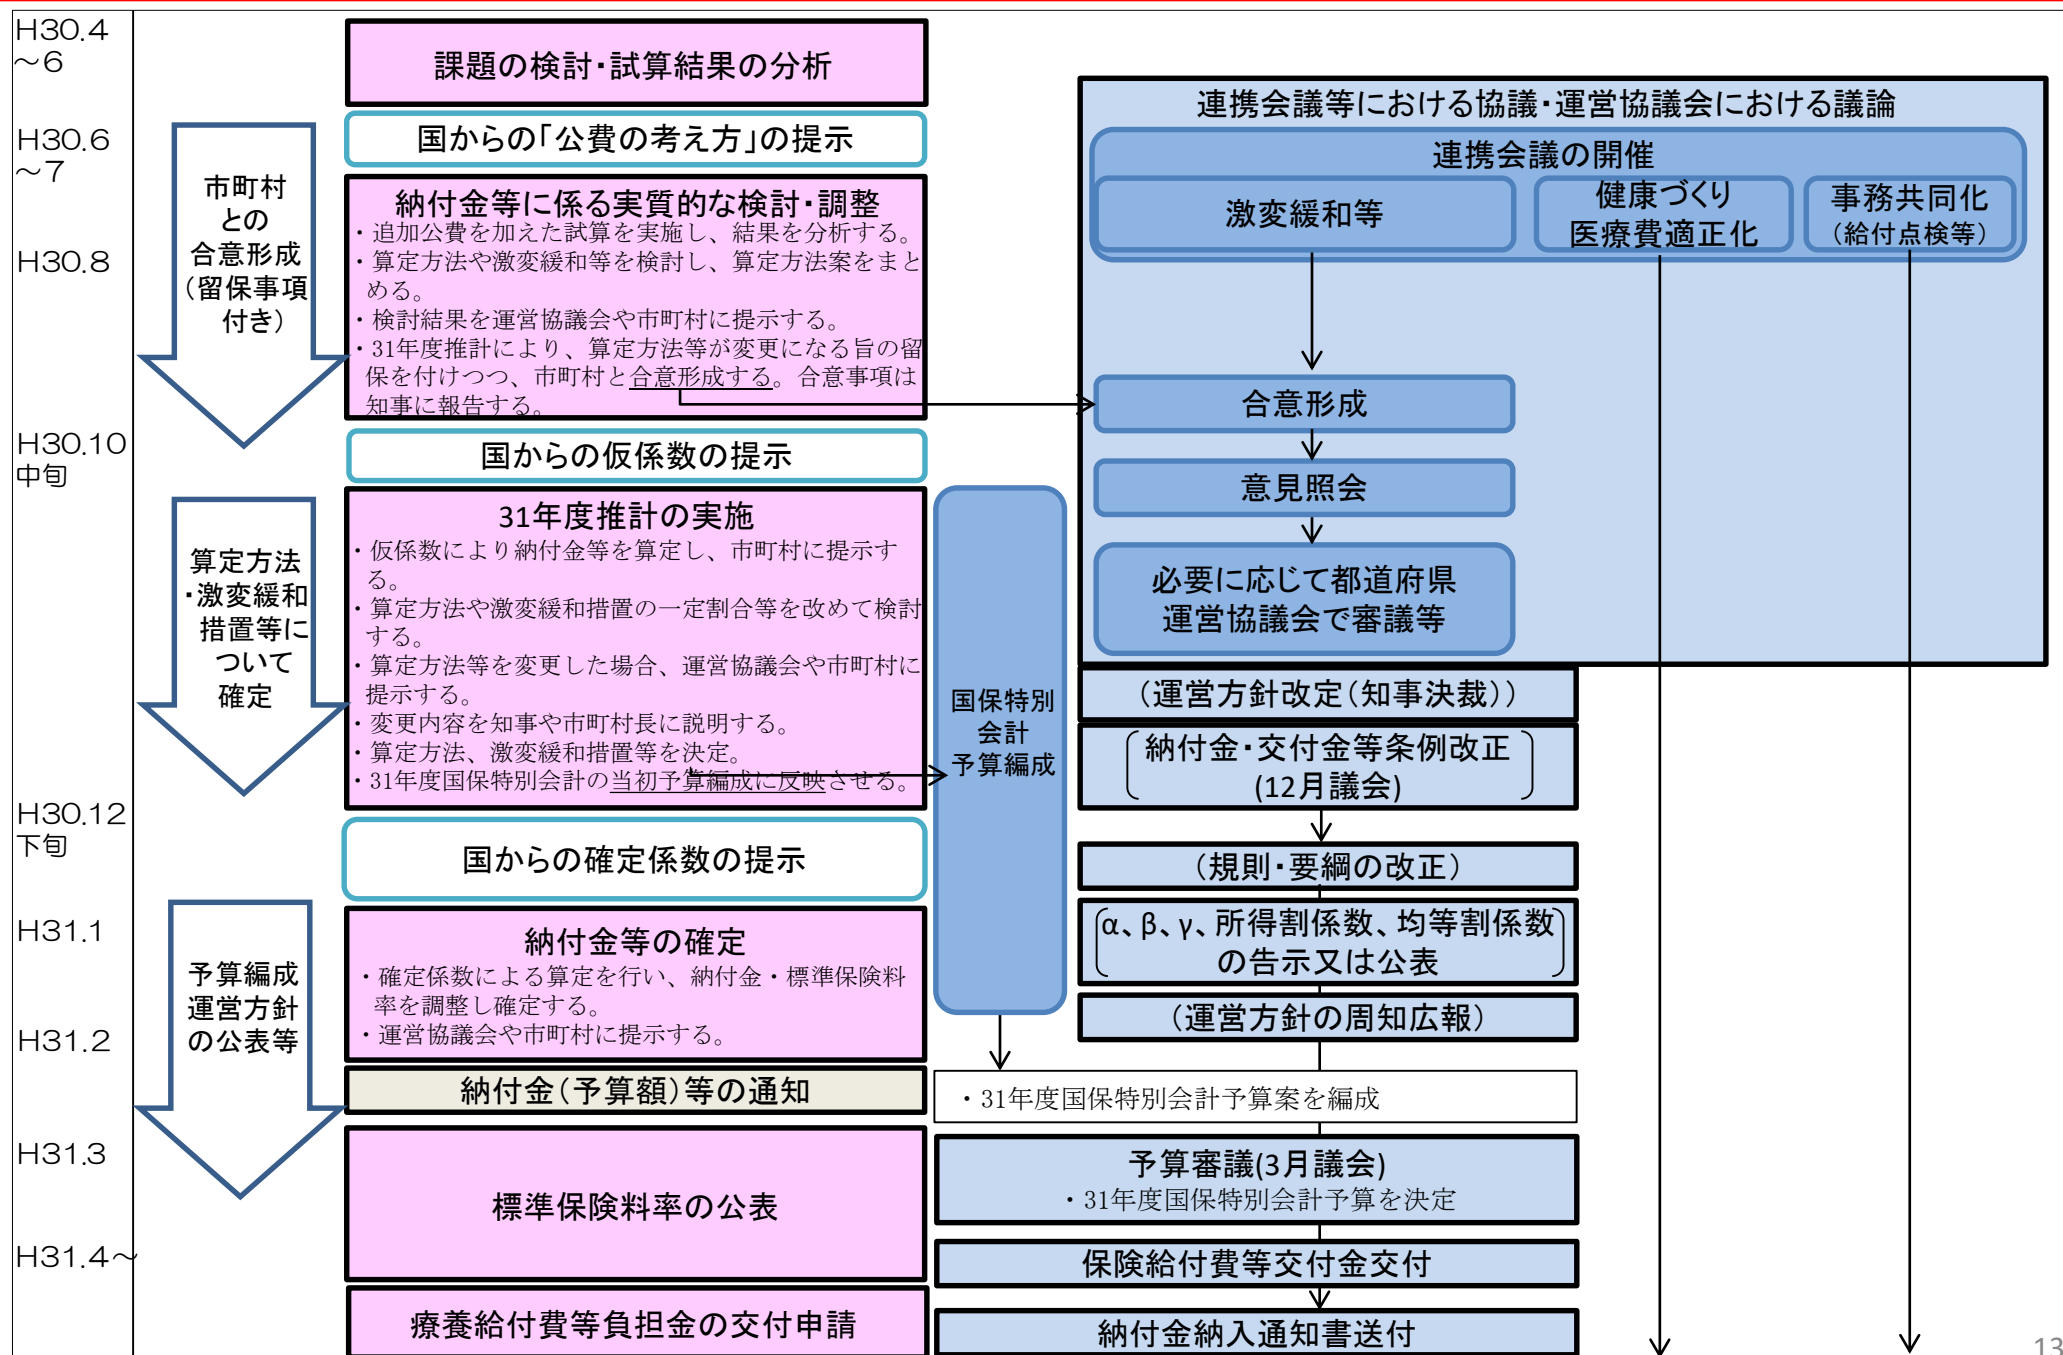 H30.4
～6
H30.6
～7
H30.8
H30.10
中旬
H30.12
下旬
H31.1
H31.2
H31.3
H31.4～
市町村
との
合意形成
（留保事項
付き）
算定方法
・激変緩和
措置等に
ついて
確定
予算編成
運営方針
の公表等
課題の検討・試算結果の分析
国からの「公費の考え方」の提示
納付金等に係る実質的な検討・調整
・追加公費を加えた試算を実施し、結果を分析する。
・算定方法や激変緩和等を検討し、算定方法案をまと
める。
・検討結果を運営協議会や市町村に提示する。
・31年度推計により、算定方法等が変更になる旨の留
保を付けつつ、市町村と合意形成する。合意事項は
知事に報告する。
国からの仮係数の提示
31年度推計の実施
・仮係数により納付金等を算定し、市町村に提示す
る。
・算定方法や激変緩和措置の一定割合等を改めて検討
する。
・算定方法等を変更した場合、運営協議会や市町村に
提示する。
・変更内容を知事や市町村長に説明する。
・算定方法、激変緩和措置等を決定。
・31年度国保特別会計の当初予算編成に反映させる。
国からの確定係数の提示
納付金等の確定
・確定係数による算定を行い、納付金・標準保険料
率を調整し確定する。
・運営協議会や市町村に提示する。
納付金（予算額）等の通知
標準保険料率の公表
療養給付費等負担金の交付申請
国保特別
会計
予算編成
連携会議等における協議・運営協議会における議論
連携会議の開催
激変緩和等
健康づくり
医療費適正化
事務共同化
（給付点検等）
合意形成
意見照会
必要に応じて都道府県
運営協議会で審議等
（運営方針改定（知事決裁））
納付金・交付金等条例改正
(12月議会)
（規則・要綱の改正）
α、β、γ、所得割係数、均等割係数
の告示又は公表
（運営方針の周知広報）
・31年度国保特別会計予算案を編成
予算審議(3月議会)
・31年度国保特別会計予算を決定
保険給付費等交付金交付
納付金納入通知書送付
13